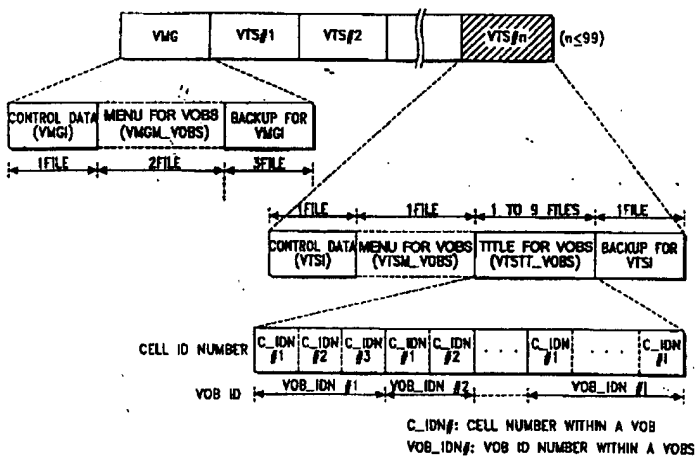 VMG VTS#1 VTS#2 VTS#n (n≤99)
CONTROL DATA (VMGI) MENU FOR VOBS (VMGM_VOBS) BACKUP FOR VMGI
1FILE 2FILE 3FILE
1FILE 1FILE 1 TO 9 FILES 1FILE
CONTROL DATA (VTSI) MENU FOR VOBS (VTSM_VOBS) TITLE FOR VOBS (VTSTT_VOBS) BACKUP FOR VTSI
CELL ID NUMBER C_IDN #1 C_IDN #2 C_IDN #3 C_IDN #1 C_IDN #2 · · · C_IDN #1 · · · C_IDN #I
VOB ID VOB_IDN #1 VOB_IDN #2 VOB_IDN #I
C_IDN#: CELL NUMBER WITHIN A VOB
VOB_IDN#: VOB ID NUMBER WITHIN A VOBS